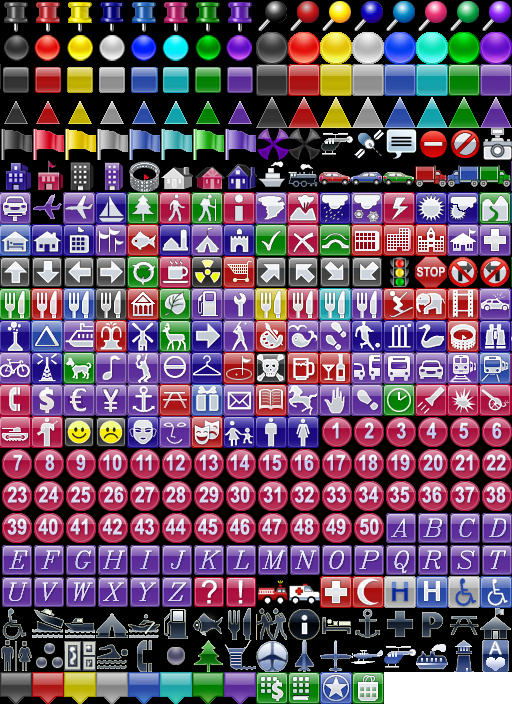 STOP
$ € ¥
1 2 3 4 5 6
7 8 9 10 11 12 13 14 15 16 17 18 19 20 21 22
23 24 25 26 27 28 29 30 31 32 33 34 35 36 37 38
39 40 41 42 43 44 45 46 47 48 49 50 A B C D
E F G H I J K L M N O P Q R S T
U V W X Y Z ? ! H H
i P
A
$